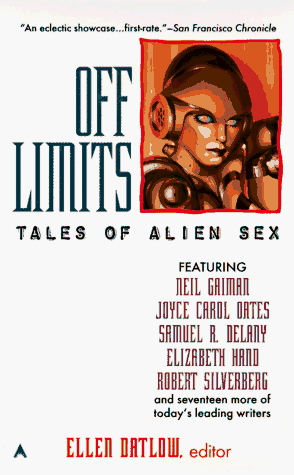 "An eclectic showcase...first-rate."–San Francisco Chronicle
OFF
LIMITS
TALES OF ALIEN SEX
FEATURING
NEIL GAIMAN
JOYCE CAROL OATES
SAMUEL R. DELANY
ELIZABETH HAND
ROBERT SILVERBERG
and seventeen more of
today's leading writers
ELLEN DATLOW, editor